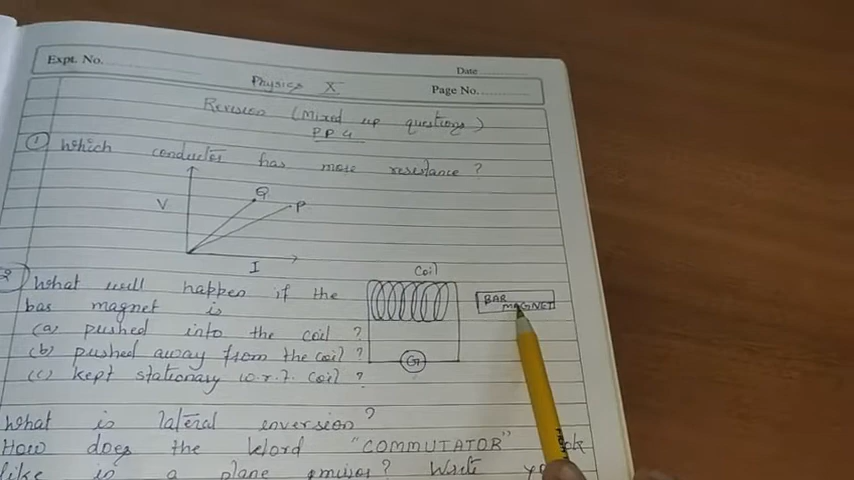 Expt. No.
Date
Page No.
Physics X
Revision (Mixed up questions)
PP4
① Which conductor has more resistance ?
V
Q
P
I
2 What will happen if the
bar magnet is
(a) pushed into the coil ?
(b) pushed away from the coil ?
(c) kept stationary w.r.t. coil ?
Coil
BAR
MAGNET
G
What is lateral inversion ?
How does the word "COMMUTATOR"
like in a plane mirror? Write